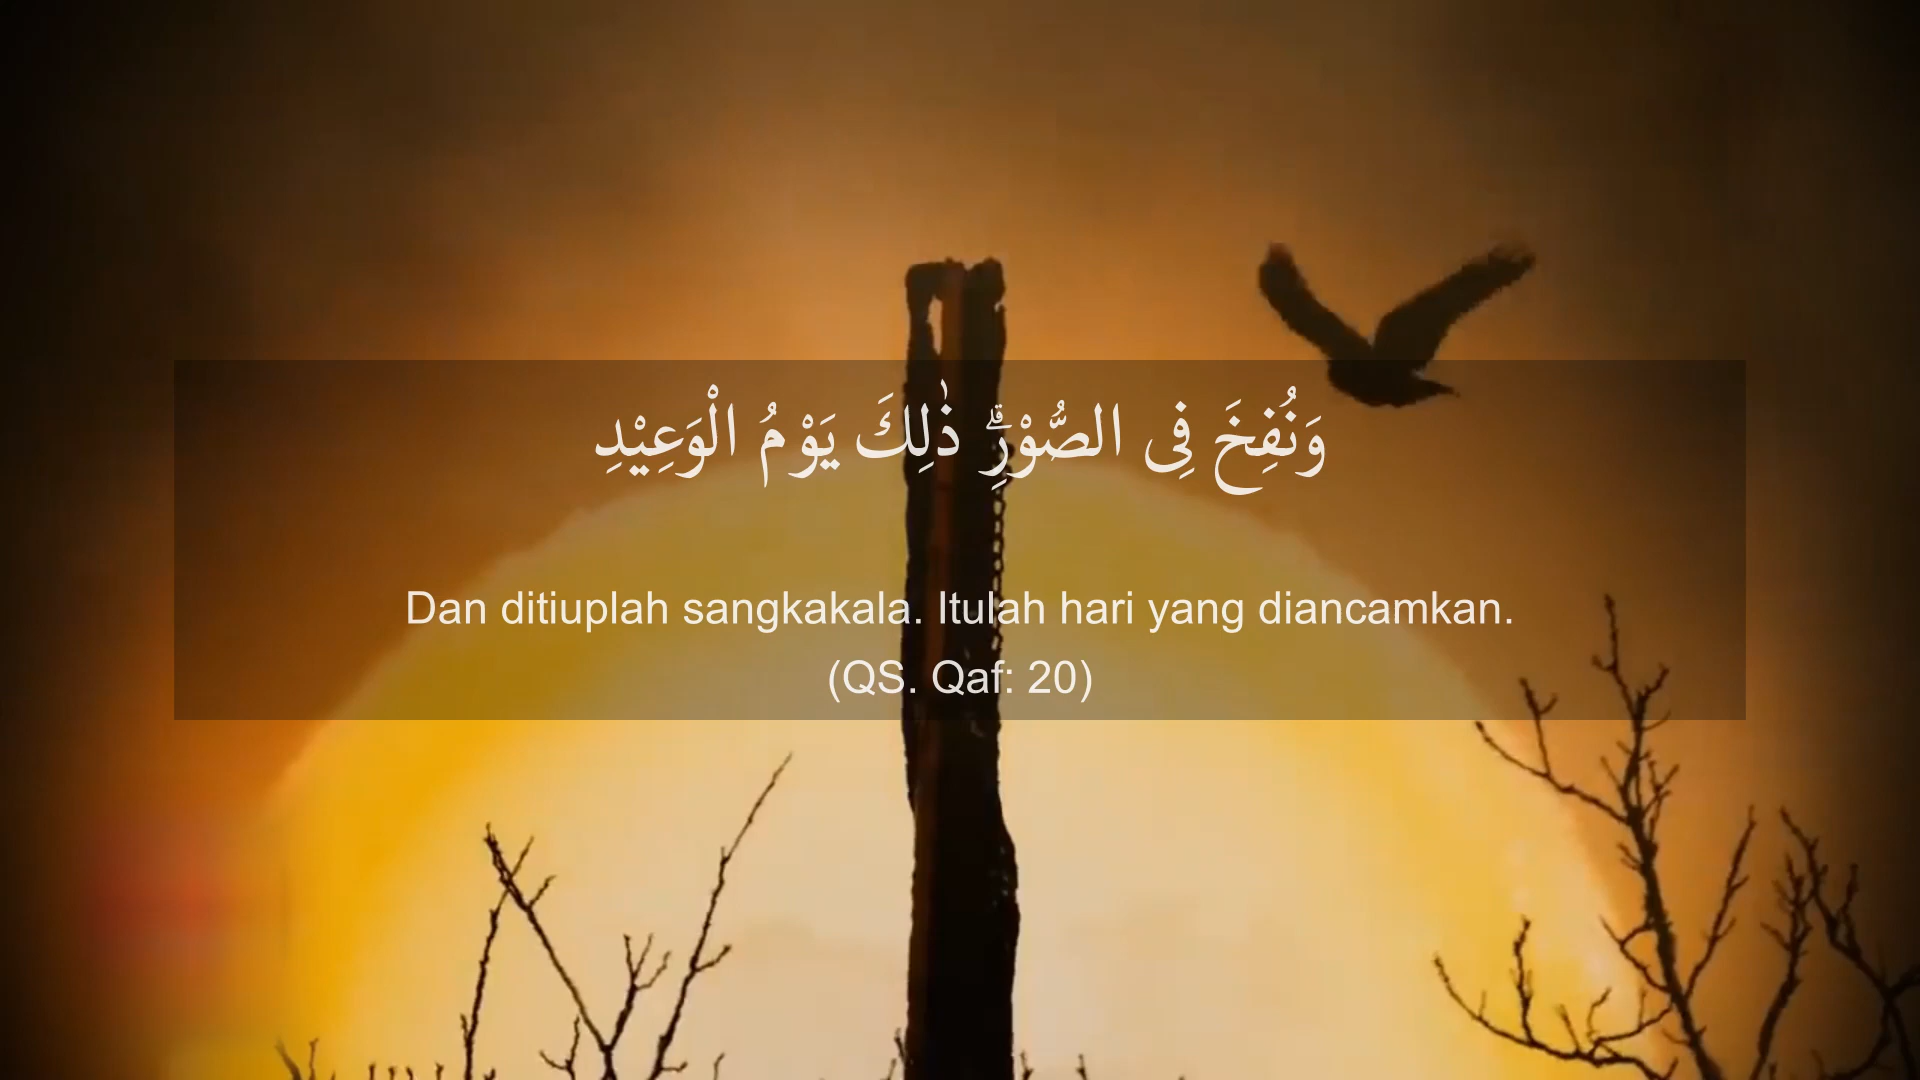 وَنُفِخَ فِى الصُّوْرِۗ ذٰلِكَ يَوْمُ الْوَعِيْدِ
Dan ditiuplah sangkakala. Itulah hari yang diancamkan.
(QS. Qaf: 20)